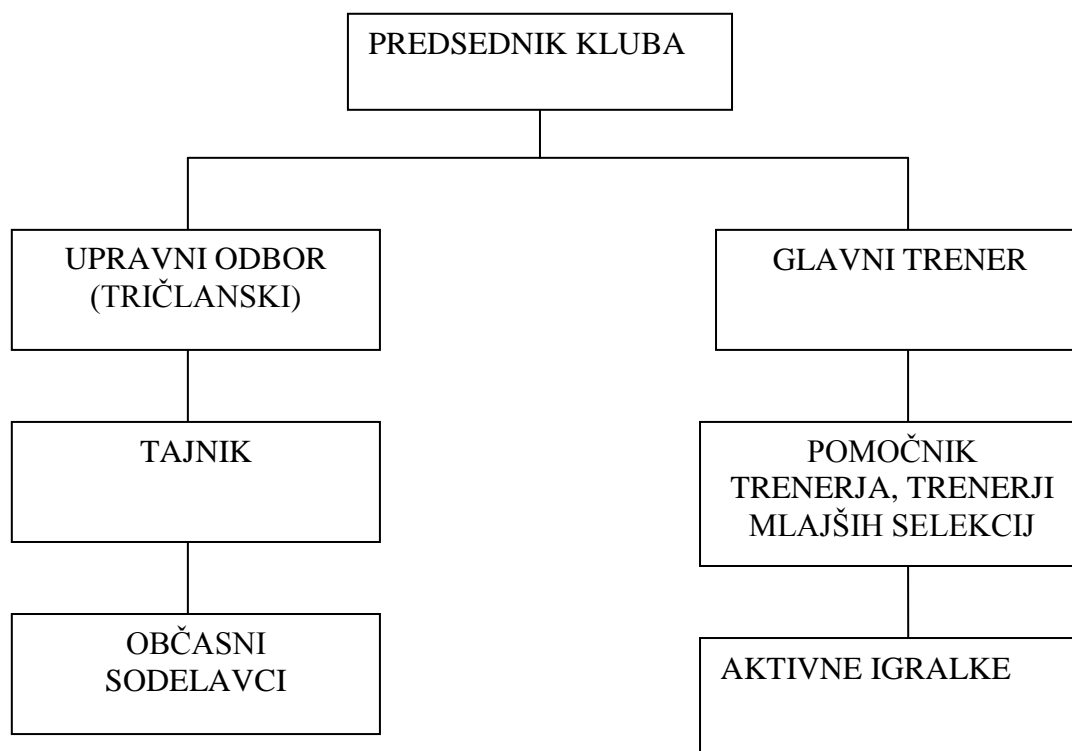 PREDSEDNIK KLUBA
UPRAVNI ODBOR
(TRIČLANSKI)
GLAVNI TRENER
TAJNIK
POMOČNIK
TRENERJA, TRENERJI
MLAJŠIH SELEKCIJ
OBČASNI
SODELAVCI
AKTIVNE IGRALKE